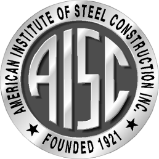 AMERICAN INSTITUTE OF STEEL CONSTRUCTION INC.
AISC
FOUNDED 1921